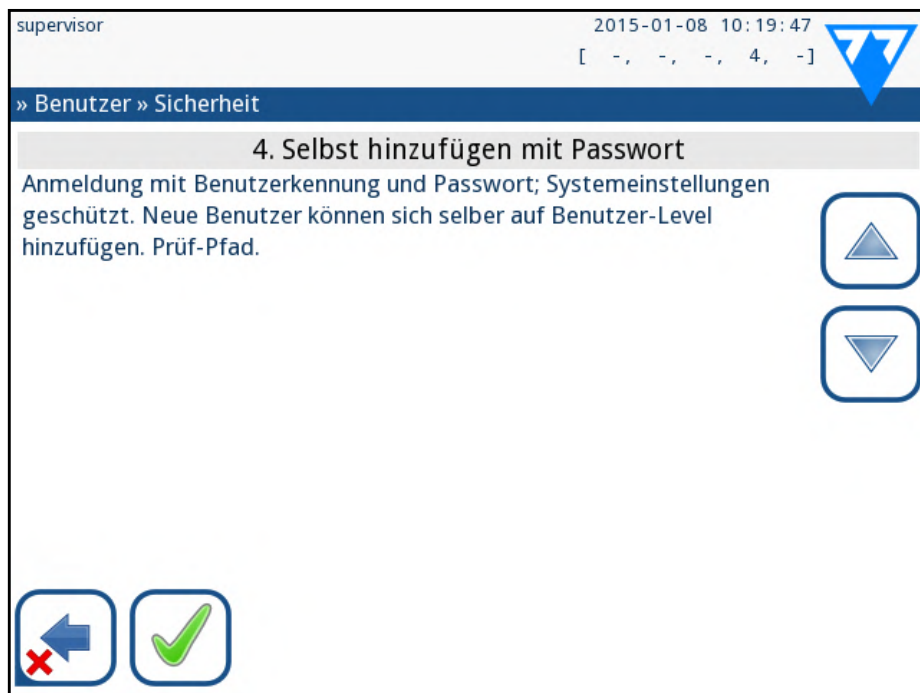 supervisor
2015-01-08 10:19:47
[ -, -, -, 4, -]
» Benutzer » Sicherheit
4. Selbst hinzufügen mit Passwort
Anmeldung mit Benutzerkennung und Passwort; Systemeinstellungen
geschützt. Neue Benutzer können sich selber auf Benutzer-Level
hinzufügen. Prüf-Pfad.